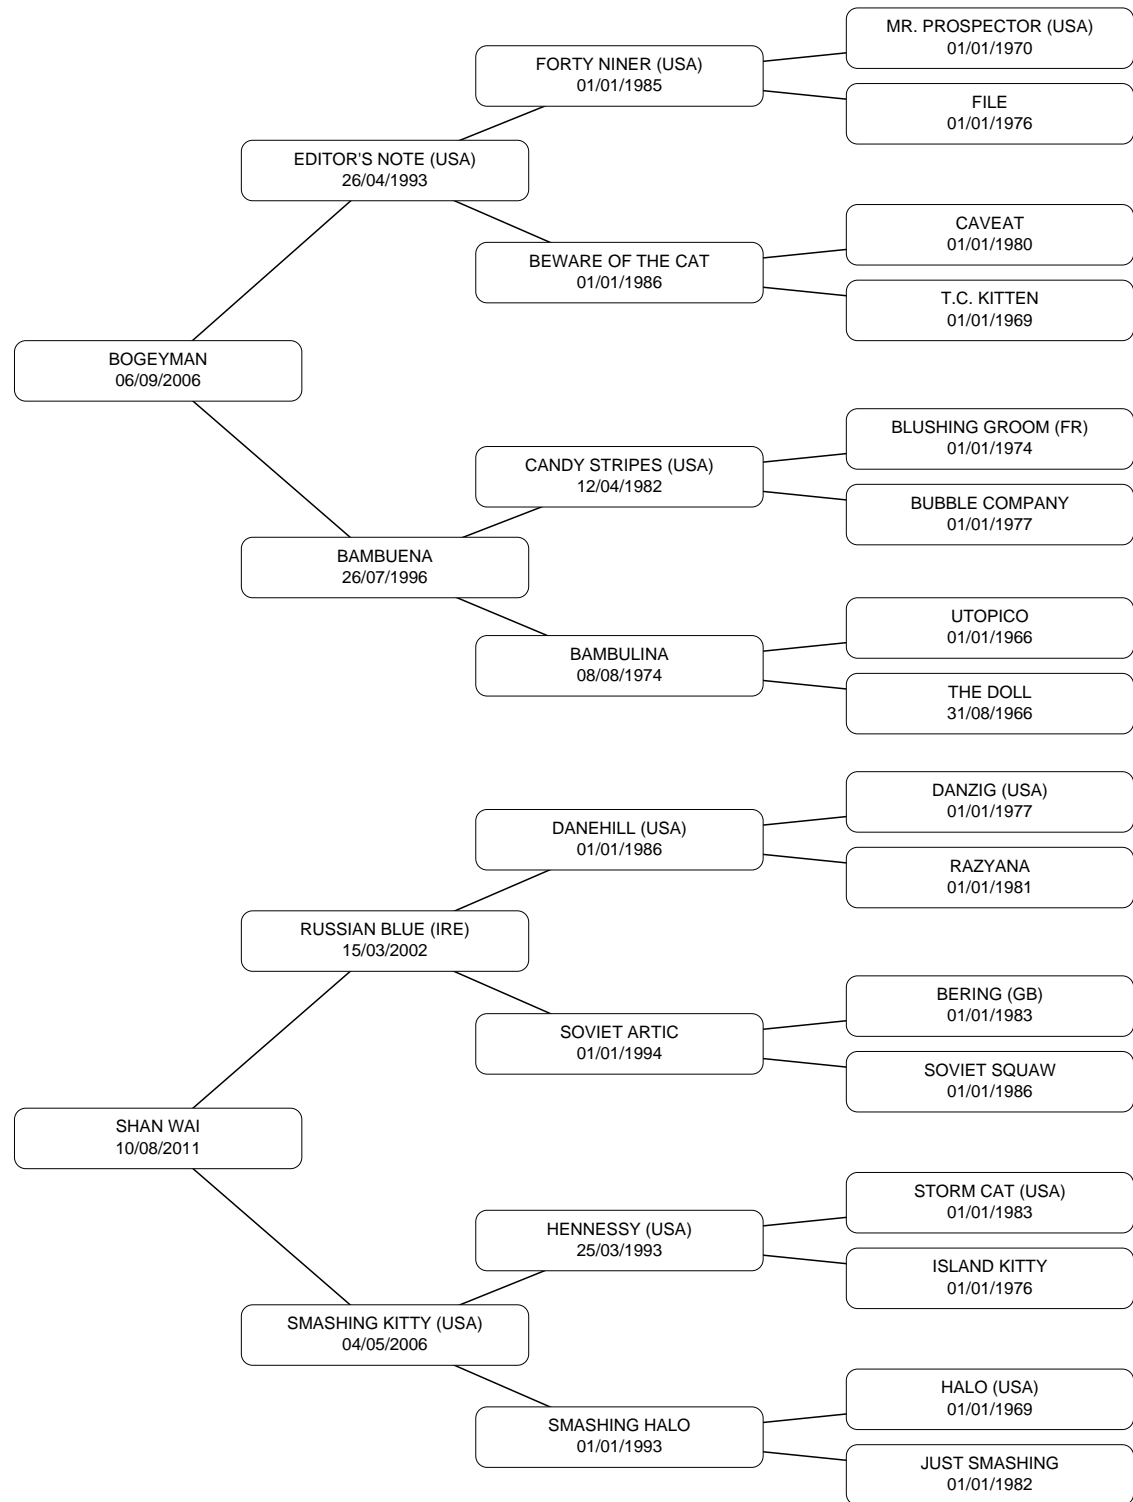 MR. PROSPECTOR (USA)
01/01/1970
FORTY NINER (USA)
01/01/1985
FILE
01/01/1976
EDITOR'S NOTE (USA)
26/04/1993
CAVEAT
01/01/1980
BEWARE OF THE CAT
01/01/1986
T.C. KITTEN
01/01/1969
BOGEYMAN
06/09/2006
BLUSHING GROOM (FR)
01/01/1974
CANDY STRIPES (USA)
12/04/1982
BUBBLE COMPANY
01/01/1977
BAMBUENA
26/07/1996
UTOPICO
01/01/1966
BAMBULINA
08/08/1974
THE DOLL
31/08/1966
DANZIG (USA)
01/01/1977
DANEHILL (USA)
01/01/1986
RAZYANA
01/01/1981
RUSSIAN BLUE (IRE)
15/03/2002
BERING (GB)
01/01/1983
SOVIET ARTIC
01/01/1994
SOVIET SQUAW
01/01/1986
SHAN WAI
10/08/2011
STORM CAT (USA)
01/01/1983
HENNESSY (USA)
25/03/1993
ISLAND KITTY
01/01/1976
SMASHING KITTY (USA)
04/05/2006
HALO (USA)
01/01/1969
SMASHING HALO
01/01/1993
JUST SMASHING
01/01/1982